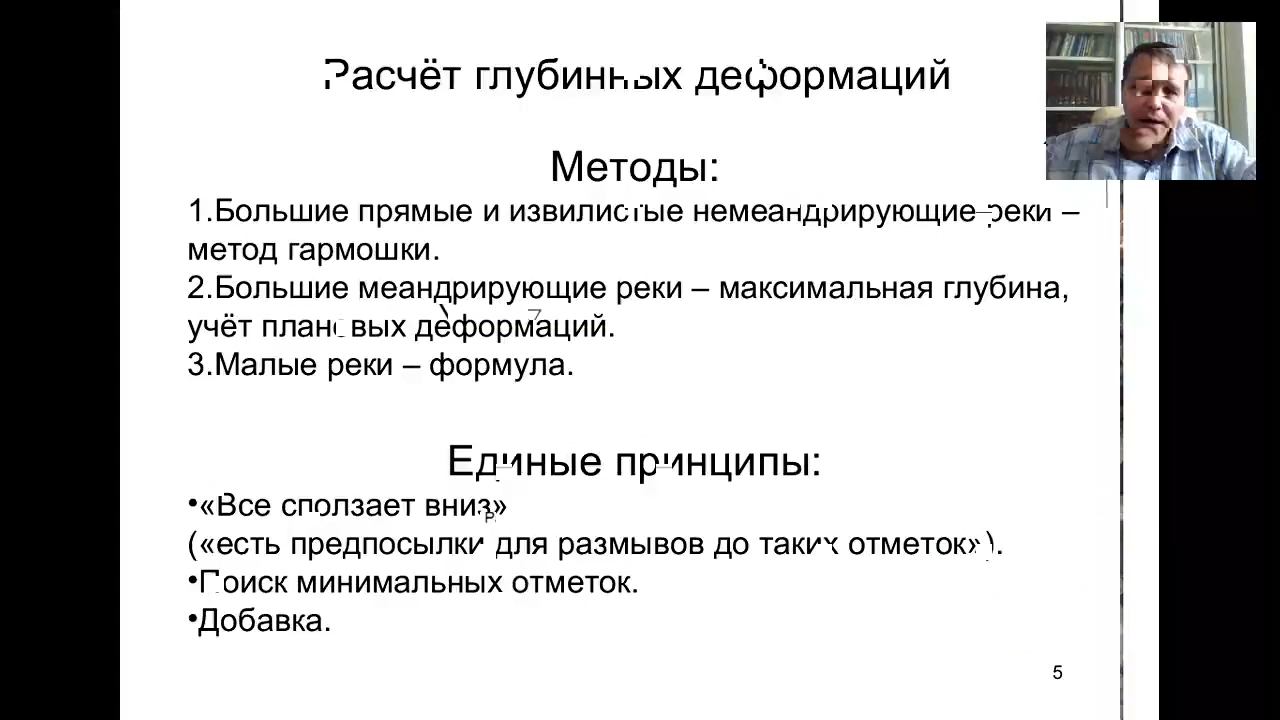 Расчёт глубинных деформаций
Методы:
1.Большие прямые и извилистые немеандрирующие реки –
метод гармошки.
2.Большие меандрирующие реки – максимальная глубина,
учёт плановых деформаций.
3.Малые реки – формула.
Единые принципы:
•«Все сползает вниз»
(«есть предпосылки для размывов до таких отметок»).
•Поиск минимальных отметок.
•Добавка.
5